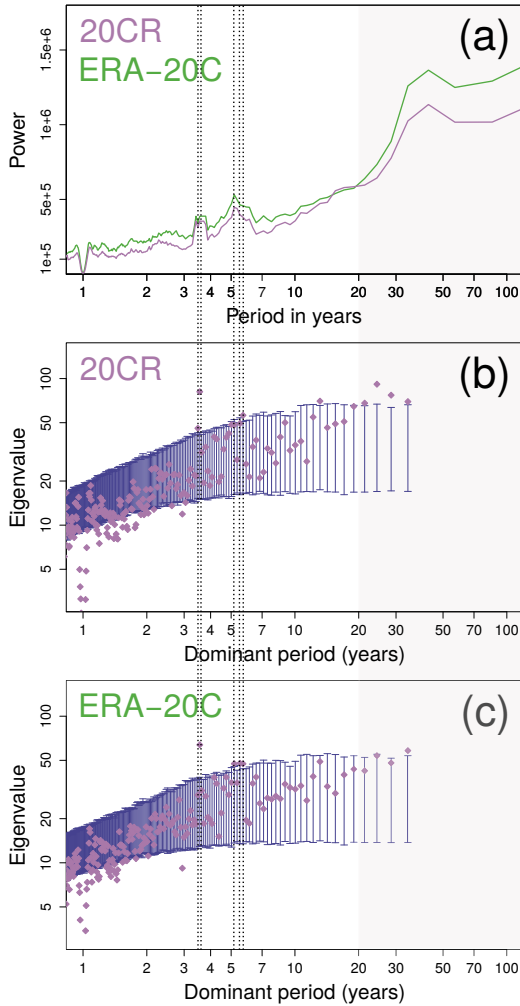 20CR (a)
ERA−20C
Power
1e+5 5e+5 1e+6 1.5e+6
1 2 3 4 5 7 10 20 30 50 70 100
Period in years
20CR (b)
Eigenvalue
5 10 20 50 100
1 2 3 4 5 7 10 20 30 50 70 100
Dominant period (years)
ERA−20C (c)
Eigenvalue
5 10 20 50 100
1 2 3 4 5 7 10 20 30 50 70 100
Dominant period (years)